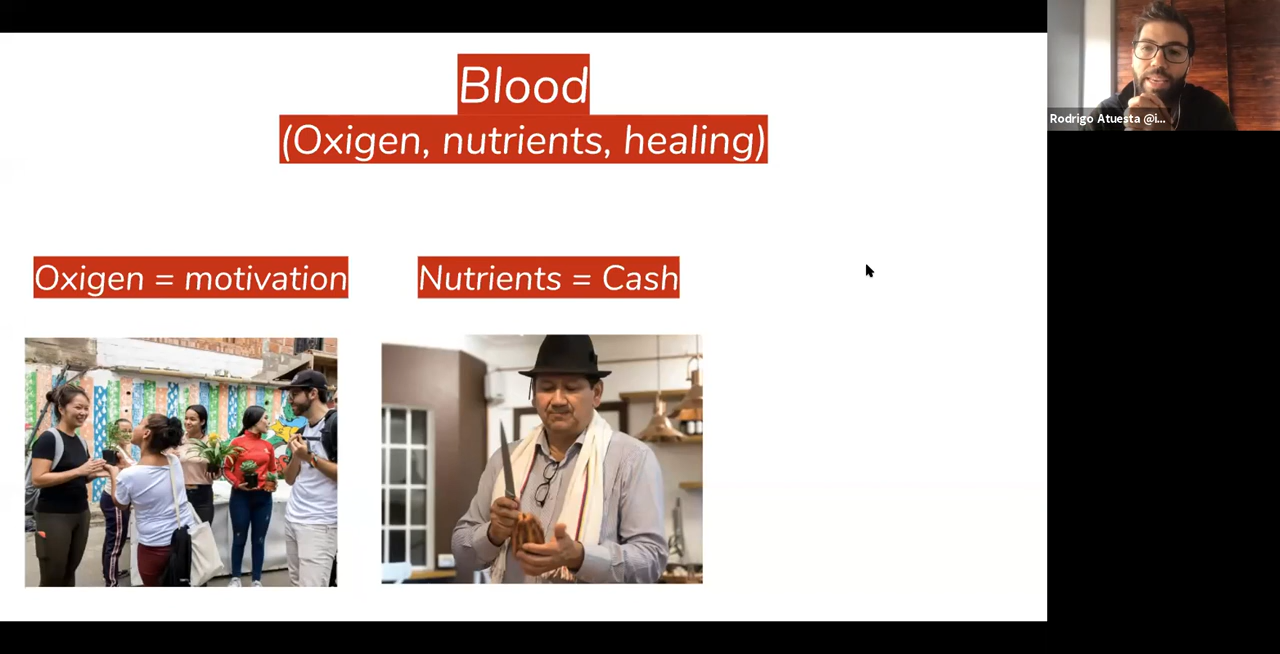 Blood
(Oxigen, nutrients, healing)
Oxigen = motivation
Nutrients = Cash
Rodrigo Atuesta @i...